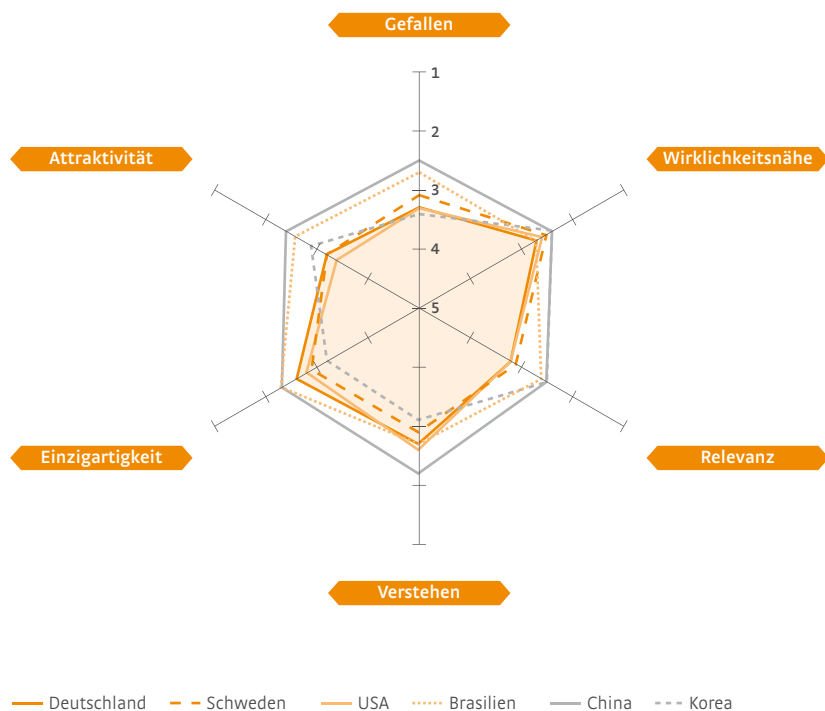 Gefallen
1
Attraktivität
2
Wirklichkeitsnähe
3
4
5
Einzigartigkeit
Relevanz
Verstehen
Deutschland Schweden USA Brasilien China Korea